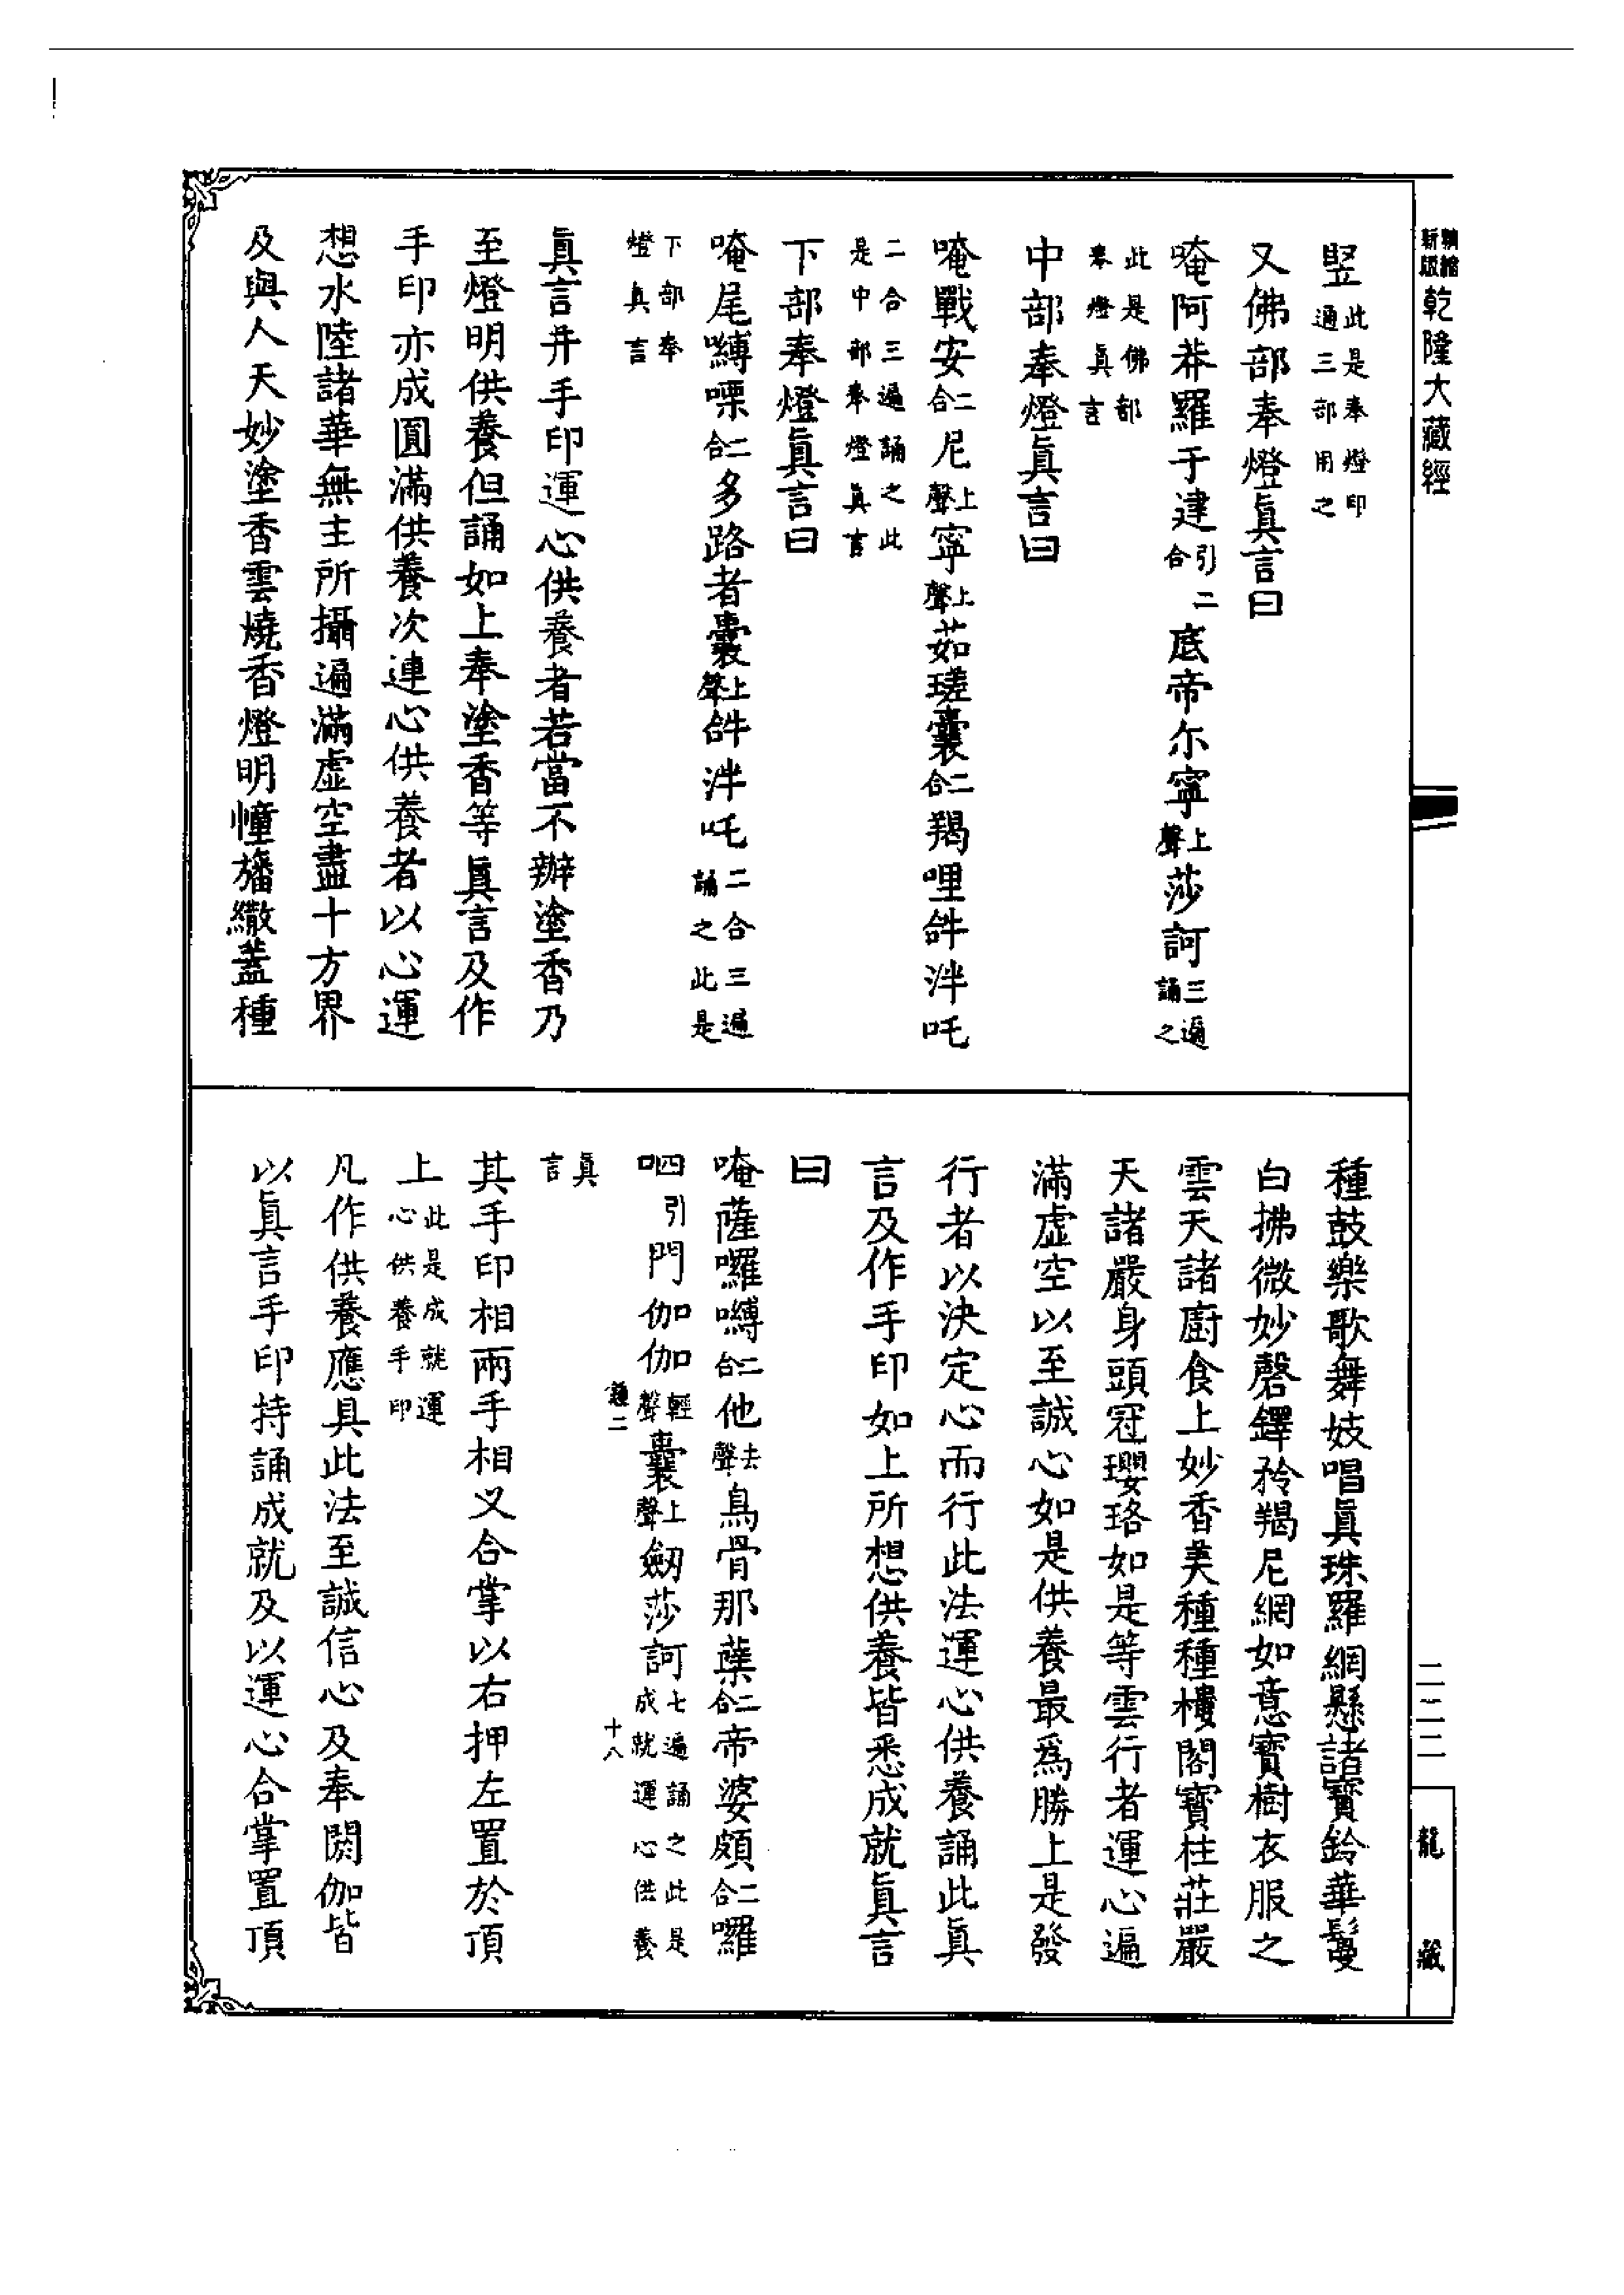 精縮
新版
乾隆大藏經
豎此是奉燈印通三部用之
又佛部奉燈眞言曰
唵阿莽羅于建引二合底帝尓寧上聲莎訶三遍誦之
此是佛部奉燈眞言
中部奉燈眞言曰
唵戰安二合尼上聲寧上聲茹瑳囊二合羯哩𤙖泮吒
二合三遍誦之此是中部奉燈眞言
下部奉燈眞言曰
唵尾嚩㗚二合多路者囊上聲𤙖泮吒二合三遍誦之此是
下部奉燈眞言
眞言并手印運心供養者若當不辦塗香乃
至燈明供養但誦如上奉塗香等眞言及作
手印亦成圓滿供養次連心供養者以心運
想水陸諸華無主所攝遍滿虛空盡十方界
及與人天妙塗香雲燒香燈明幢旛繖蓋種
種鼓樂歌舞妓唱眞珠羅網懸諸寶鈴華鬘
白拂微妙磬鐸矜羯尼網如意寶樹衣服之
雲天諸厨食上妙香美種種樓閣寶柱莊嚴
天諸嚴身頭冠瓔珞如是等雲行者運心遍
滿虛空以至誠心如是供養最爲勝上是發
行者以決定心而行此法運心供養誦此眞
言及作手印如上所想供養皆悉成就眞言
曰
唵薩囉嚩二合他去聲烏骨那蘖二合帝婆頗二合囉
呬引門伽伽輕聲囊上聲劒莎訶七遍誦之此是成就運心供養
眞言
其手印相兩手相义合掌以右押左置於頂
上此是成就運心供養手印
凡作供養應具此法至誠信心及奉閼伽皆
以眞言手印持誦成就及以運心合掌置頂
十八
二二二
龍藏